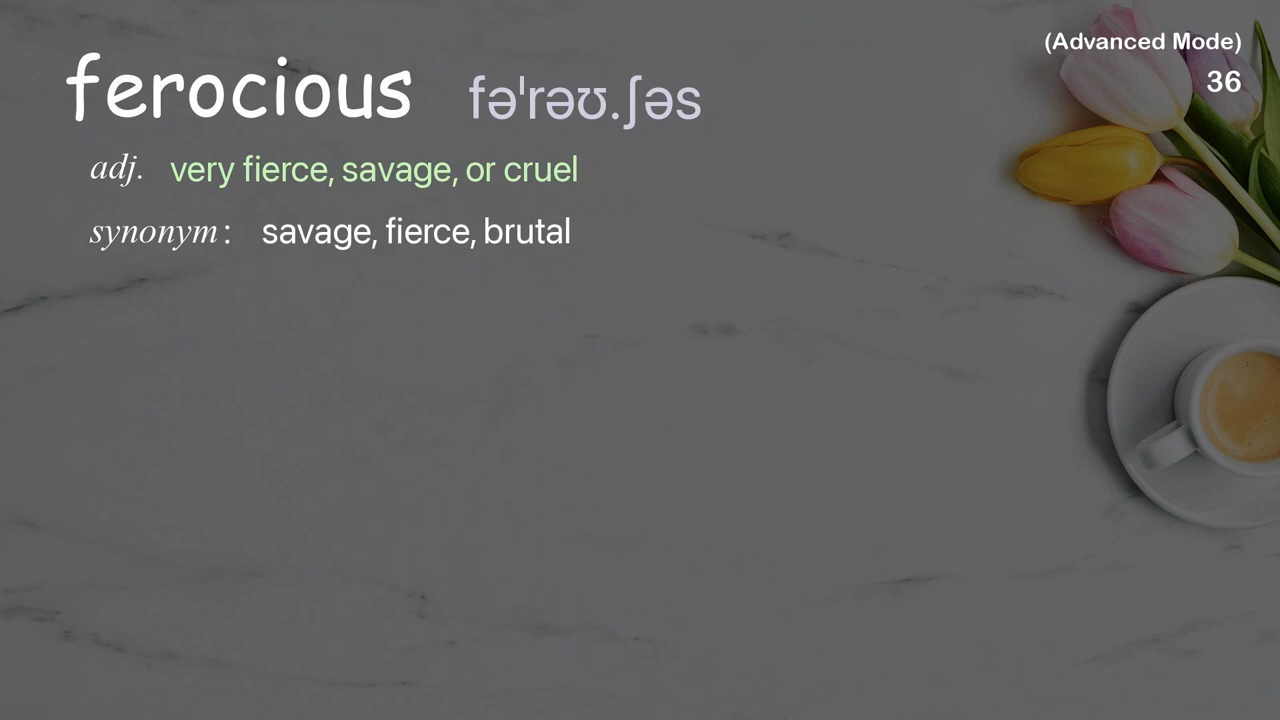 (Advanced Mode)
36
ferocious fəˈrəʊ.ʃəs
adj. very fierce, savage, or cruel
synonym: savage, fierce, brutal